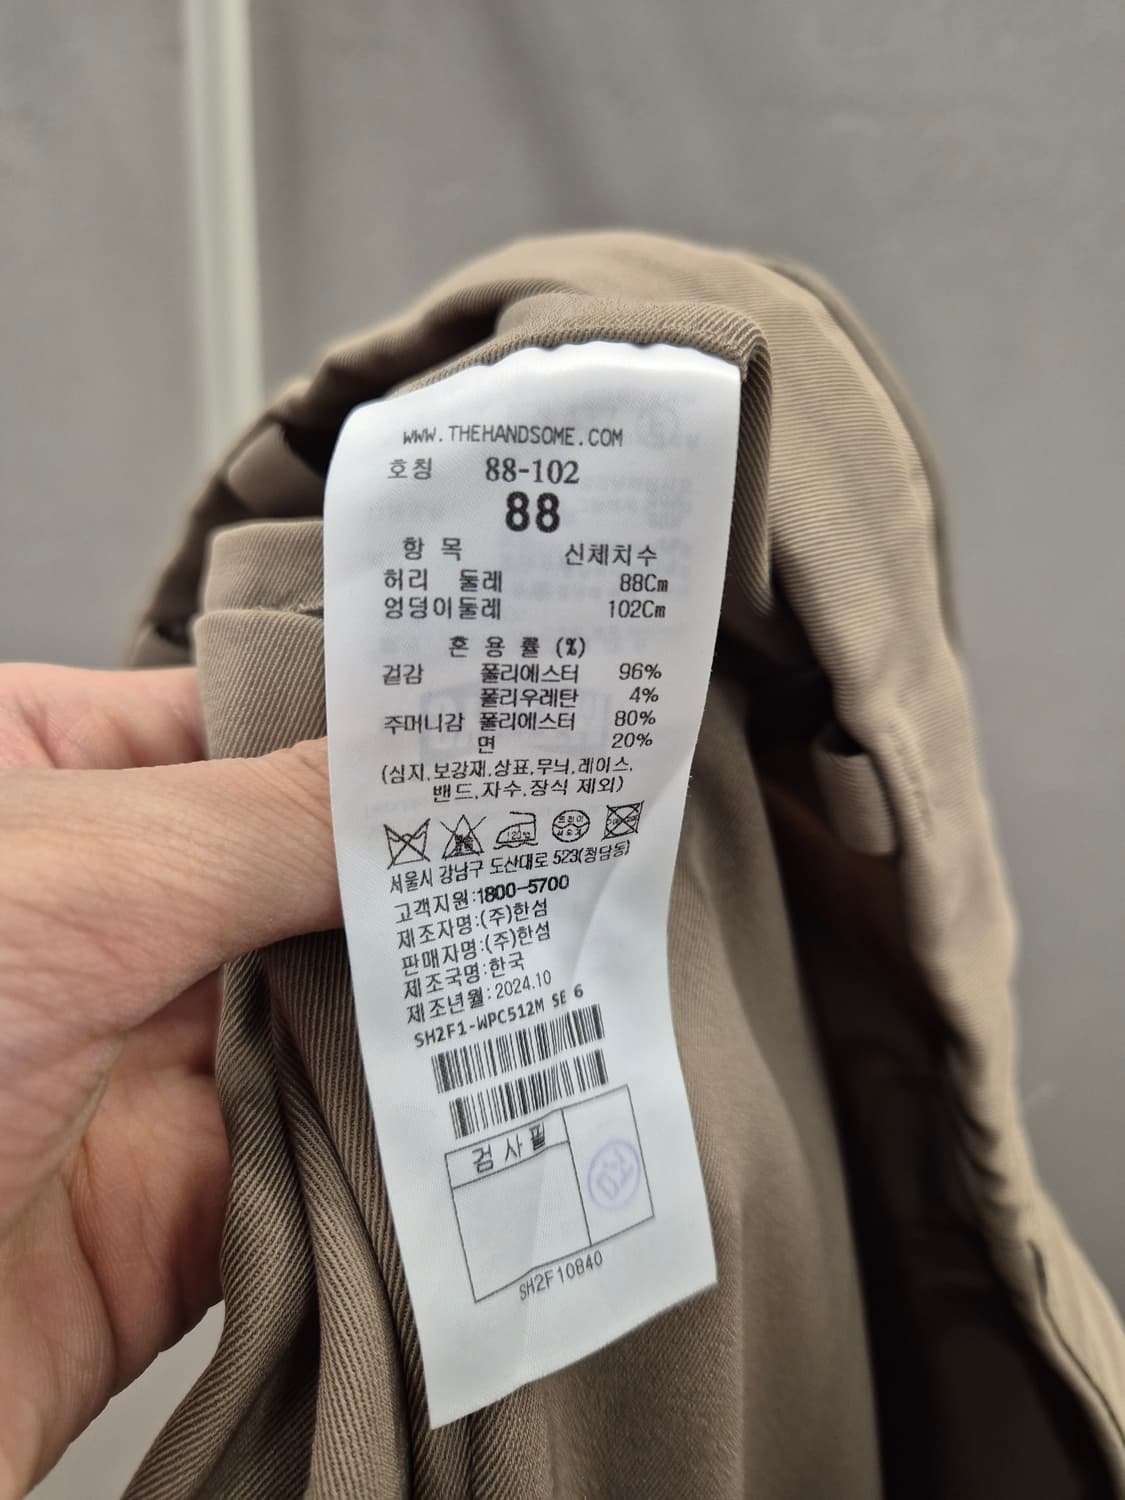 WWW.THEHANDSOME.COM
호칭 88-102
88
항 목 신체치수
허리 둘레 88Cm
엉덩이둘레 102Cm
혼 용 률 (%)
겉감 폴리에스터 96%
폴리우레탄 4%
주머니감 폴리에스터 80%
면 20%
(심지,보강재,상표,무늬,레이스,
밴드,자수,장식 제외)
120℃ 드라이
서울시 강남구 도산대로 523(청담동)
고객지원:1800-5700
제조자명:(주)한섬
판매자명:(주)한섬
제조국명:한국
제조년월:2024.10
SH2F1-WPC512M SE 6
검 사 필
SH2F10840